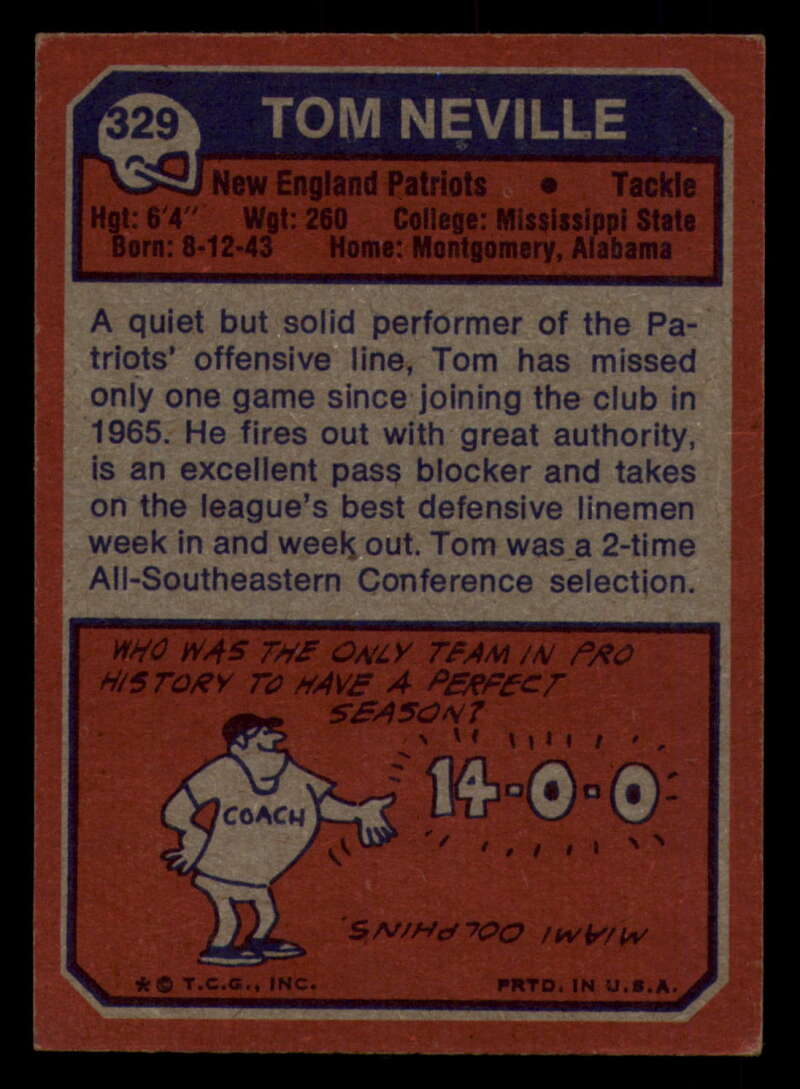 329 TOM NEVILLE
New England Patriots • Tackle
Hgt: 6'4" Wgt: 260 College: Mississippi State
Born: 8-12-43 Home: Montgomery, Alabama
A quiet but solid performer of the Pa-
triots' offensive line, Tom has missed
only one game since joining the club in
1965. He fires out with great authority,
is an excellent pass blocker and takes
on the league's best defensive linemen
week in and week out. Tom was a 2-time
All-Southeastern Conference selection.
WHO WAS THE ONLY TEAM IN PRO
HISTORY TO HAVE A PERFECT
SEASON?
14-0-0
COACH
MIAMI DOLPHINS.
* © T.C.G., INC. PRTD. IN U.S.A.